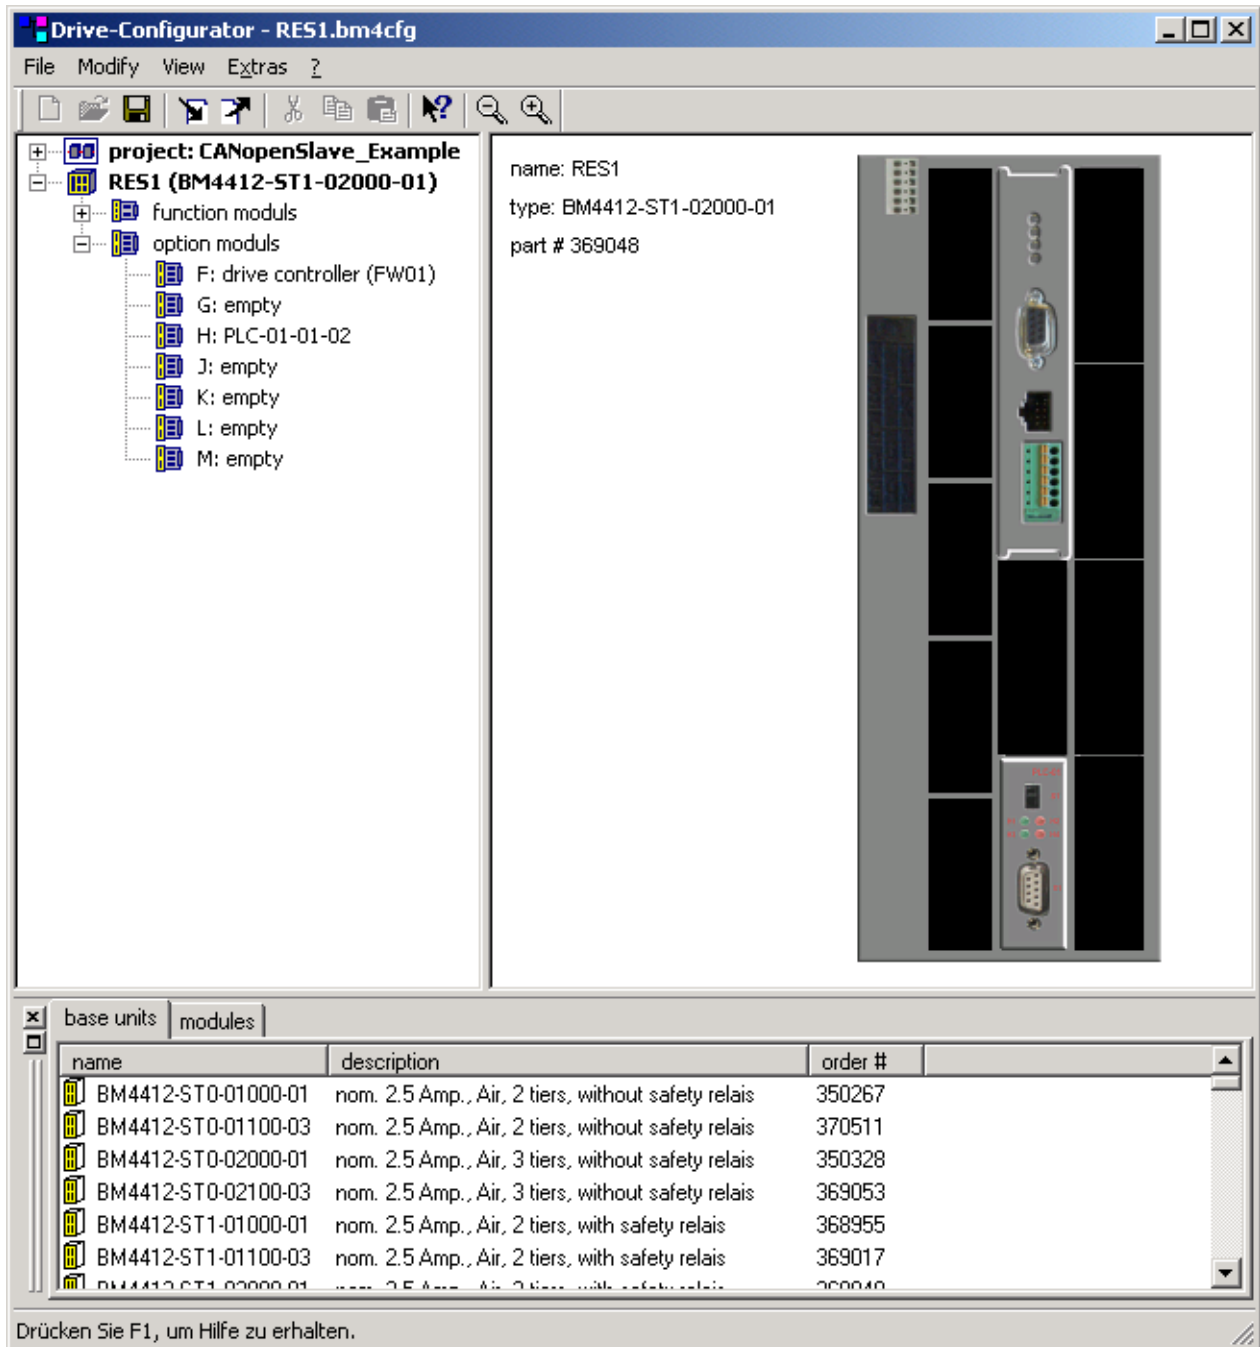 Drive-Configurator - RES1.bm4cfg
File Modify View Extras ?
project: CANopenSlave_Example
RES1 (BM4412-ST1-02000-01)
function moduls
option moduls
F: drive controller (FW01)
G: empty
H: PLC-01-01-02
J: empty
K: empty
L: empty
M: empty
name: RES1
type: BM4412-ST1-02000-01
part # 369048
base units modules
name description order #
BM4412-ST0-01000-01 nom. 2.5 Amp., Air, 2 tiers, without safety relais 350267
BM4412-ST0-01100-03 nom. 2.5 Amp., Air, 2 tiers, without safety relais 370511
BM4412-ST0-02000-01 nom. 2.5 Amp., Air, 3 tiers, without safety relais 350328
BM4412-ST0-02100-03 nom. 2.5 Amp., Air, 3 tiers, without safety relais 369053
BM4412-ST1-01000-01 nom. 2.5 Amp., Air, 2 tiers, with safety relais 368955
BM4412-ST1-01100-03 nom. 2.5 Amp., Air, 2 tiers, with safety relais 369017
Drücken Sie F1, um Hilfe zu erhalten.